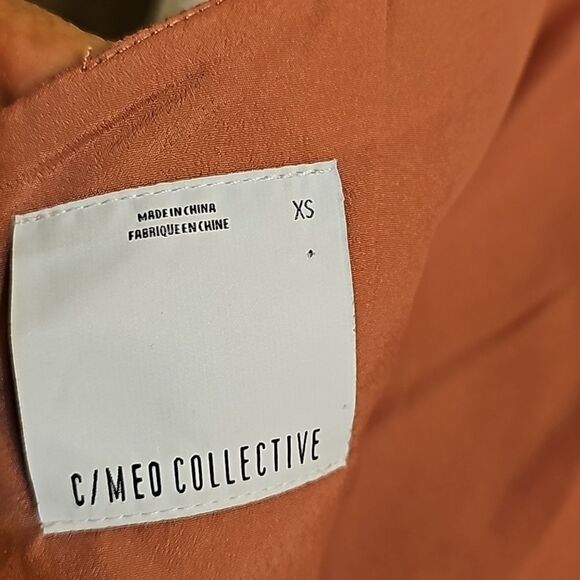 MADE IN CHINA XS
FABRIQUE EN CHINE
C/MEO COLLECTIVE